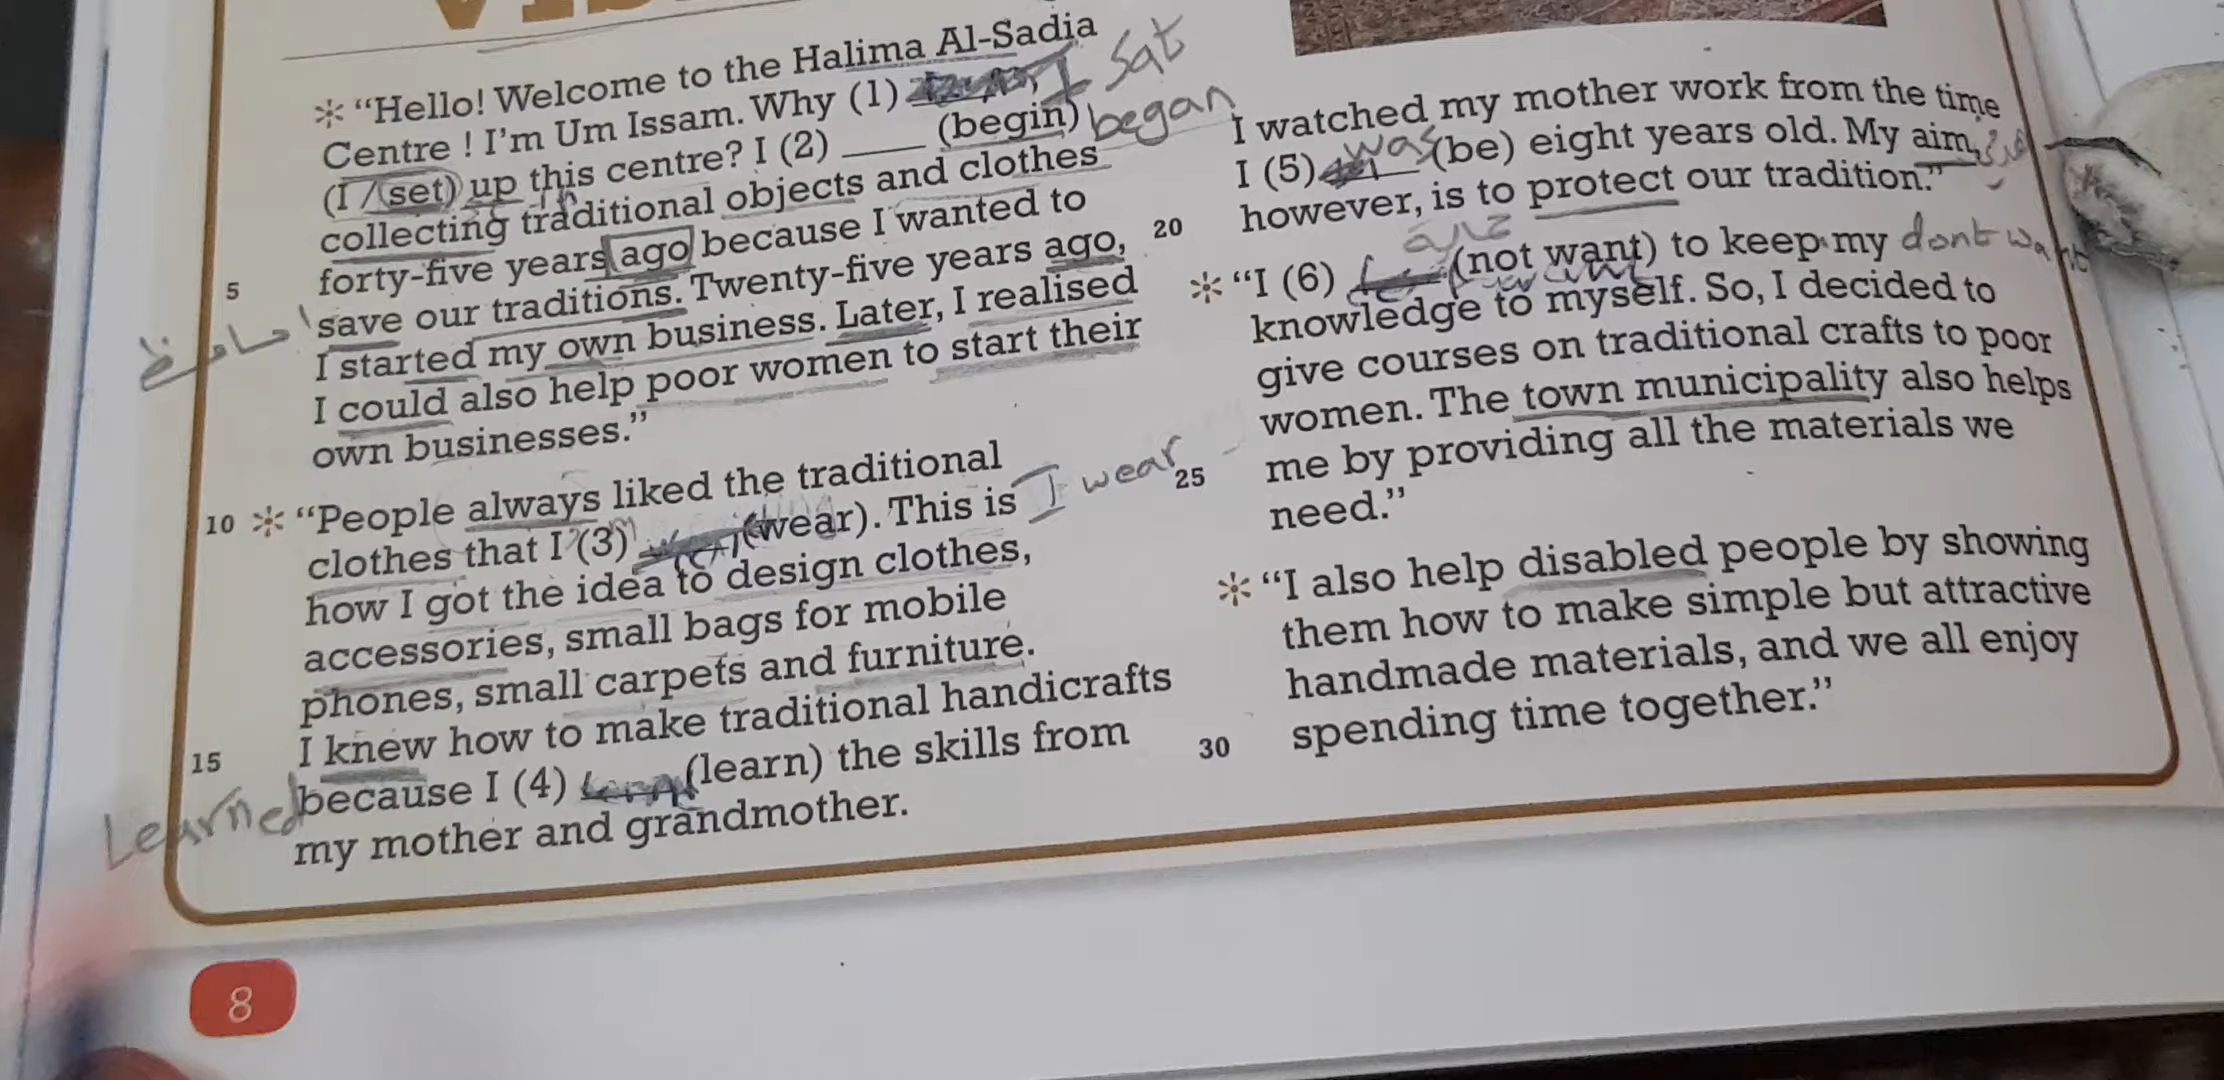 ✼ “Hello! Welcome to the Halima Al-Sadia
Centre ! I’m Um Issam. Why (1) I sat
(I / set) up this centre? I (2) ____ (begin) began
collecting traditional objects and clothes
5 forty-five years ago because I wanted to
save our traditions. Twenty-five years ago,
I started my own business. Later, I realised
I could also help poor women to start their
own businesses.”
10 ✼ “People always liked the traditional
clothes that I (3) (wear). This is I wear
how I got the idea to design clothes,
accessories, small bags for mobile
phones, small carpets and furniture.
15 I knew how to make traditional handicrafts
Learned because I (4) (learn) the skills from
my mother and grandmother.
I watched my mother work from the time
I (5) was (be) eight years old. My aim,
20 however, is to protect our tradition.”
✼ “I (6) (not want) to keep my dont want
knowledge to myself. So, I decided to
give courses on traditional crafts to poor
women. The town municipality also helps
25 me by providing all the materials we
need.”
✼ “I also help disabled people by showing
them how to make simple but attractive
handmade materials, and we all enjoy
30 spending time together.”
8